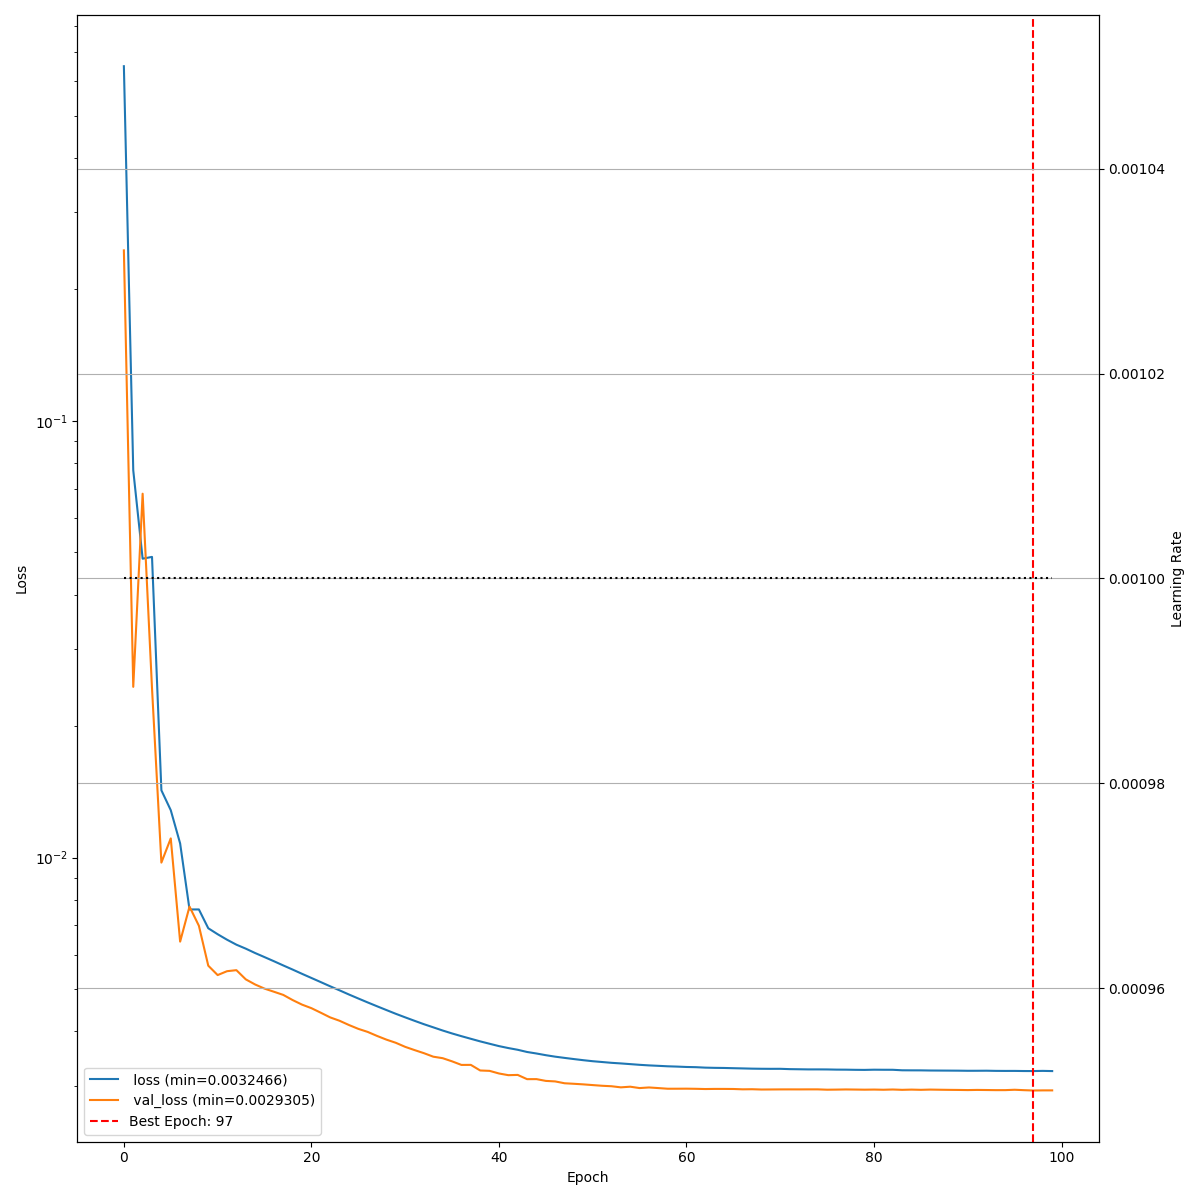 10⁻¹
10⁻²
Loss
0.00104
0.00102
0.00100
0.00098
0.00096
Learning Rate
loss (min=0.0032466)
val_loss (min=0.0029305)
Best Epoch: 97
0 20 40 60 80 100
Epoch